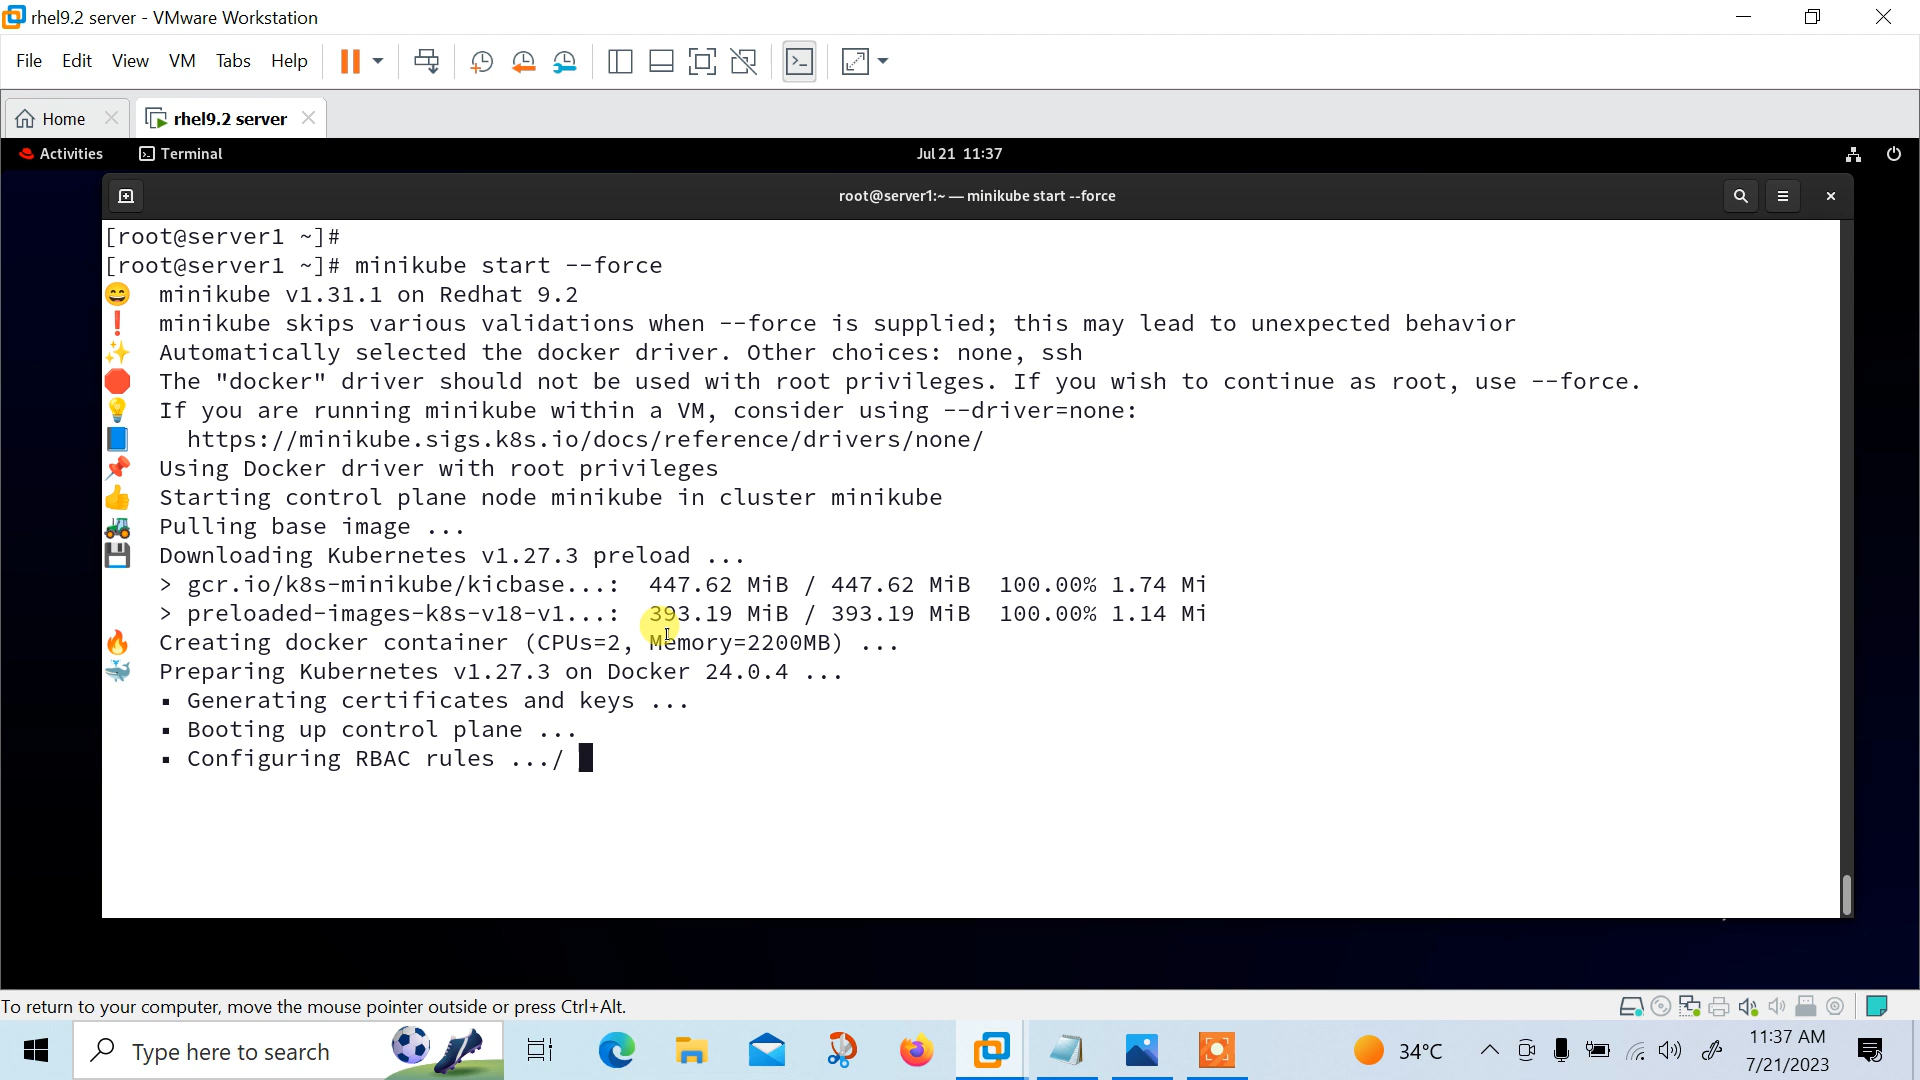 rhel9.2 server - VMware Workstation
File Edit View VM Tabs Help
Home rhel9.2 server
Activities Terminal Jul 21 11:37
root@server1:~ — minikube start --force
[root@server1 ~]#
[root@server1 ~]# minikube start --force
minikube v1.31.1 on Redhat 9.2
minikube skips various validations when --force is supplied; this may lead to unexpected behavior
Automatically selected the docker driver. Other choices: none, ssh
The "docker" driver should not be used with root privileges. If you wish to continue as root, use --force.
If you are running minikube within a VM, consider using --driver=none:
https://minikube.sigs.k8s.io/docs/reference/drivers/none/
Using Docker driver with root privileges
Starting control plane node minikube in cluster minikube
Pulling base image ...
Downloading Kubernetes v1.27.3 preload ...
> gcr.io/k8s-minikube/kicbase...: 447.62 MiB / 447.62 MiB 100.00% 1.74 Mi
> preloaded-images-k8s-v18-v1...: 393.19 MiB / 393.19 MiB 100.00% 1.14 Mi
Creating docker container (CPUs=2, Memory=2200MB) ...
Preparing Kubernetes v1.27.3 on Docker 24.0.4 ...
▪ Generating certificates and keys ...
▪ Booting up control plane ...
▪ Configuring RBAC rules .../
To return to your computer, move the mouse pointer outside or press Ctrl+Alt.
Type here to search
34°C
11:37 AM
7/21/2023